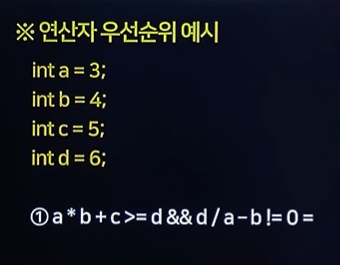 ※ 연산자 우선순위 예시
int a = 3;
int b = 4;
int c = 5;
int d = 6;
① a * b + c >= d && d / a - b != 0 =